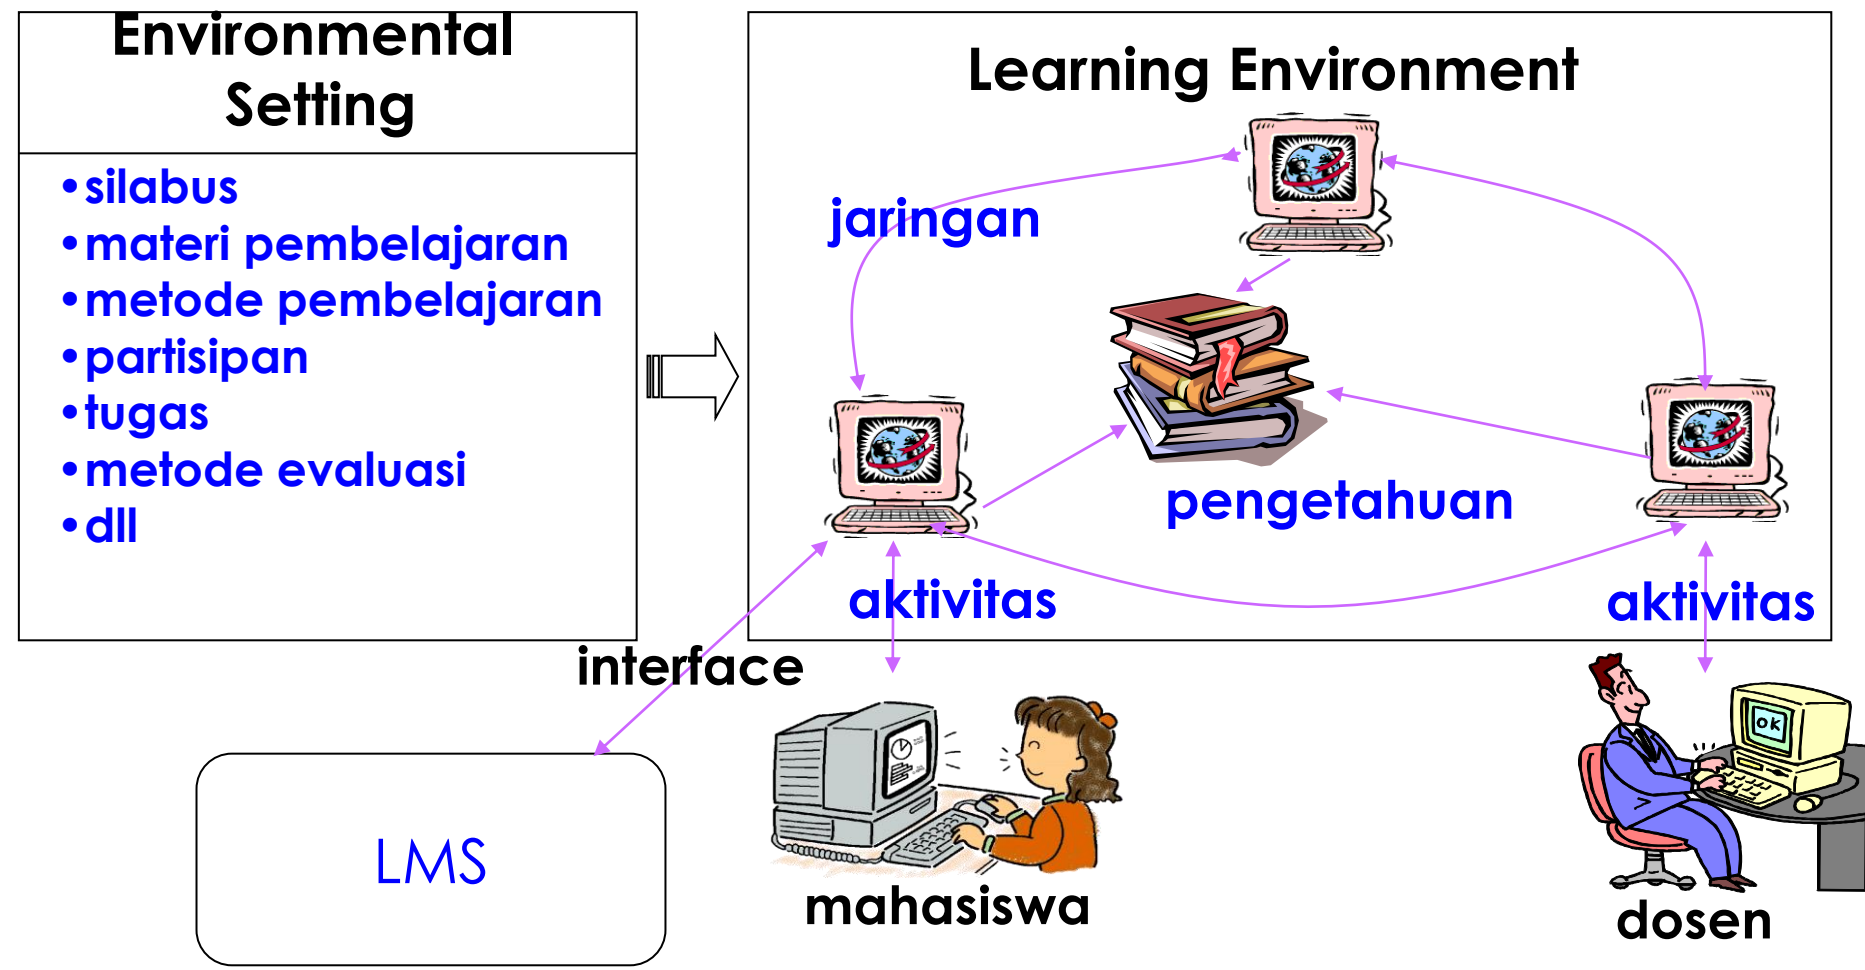 Environmental
Setting
•silabus
•materi pembelajaran
•metode pembelajaran
•partisipan
•tugas
•metode evaluasi
•dll
Learning Environment
jaringan
pengetahuan
aktivitas
aktivitas
interface
LMS
mahasiswa
ok
dosen